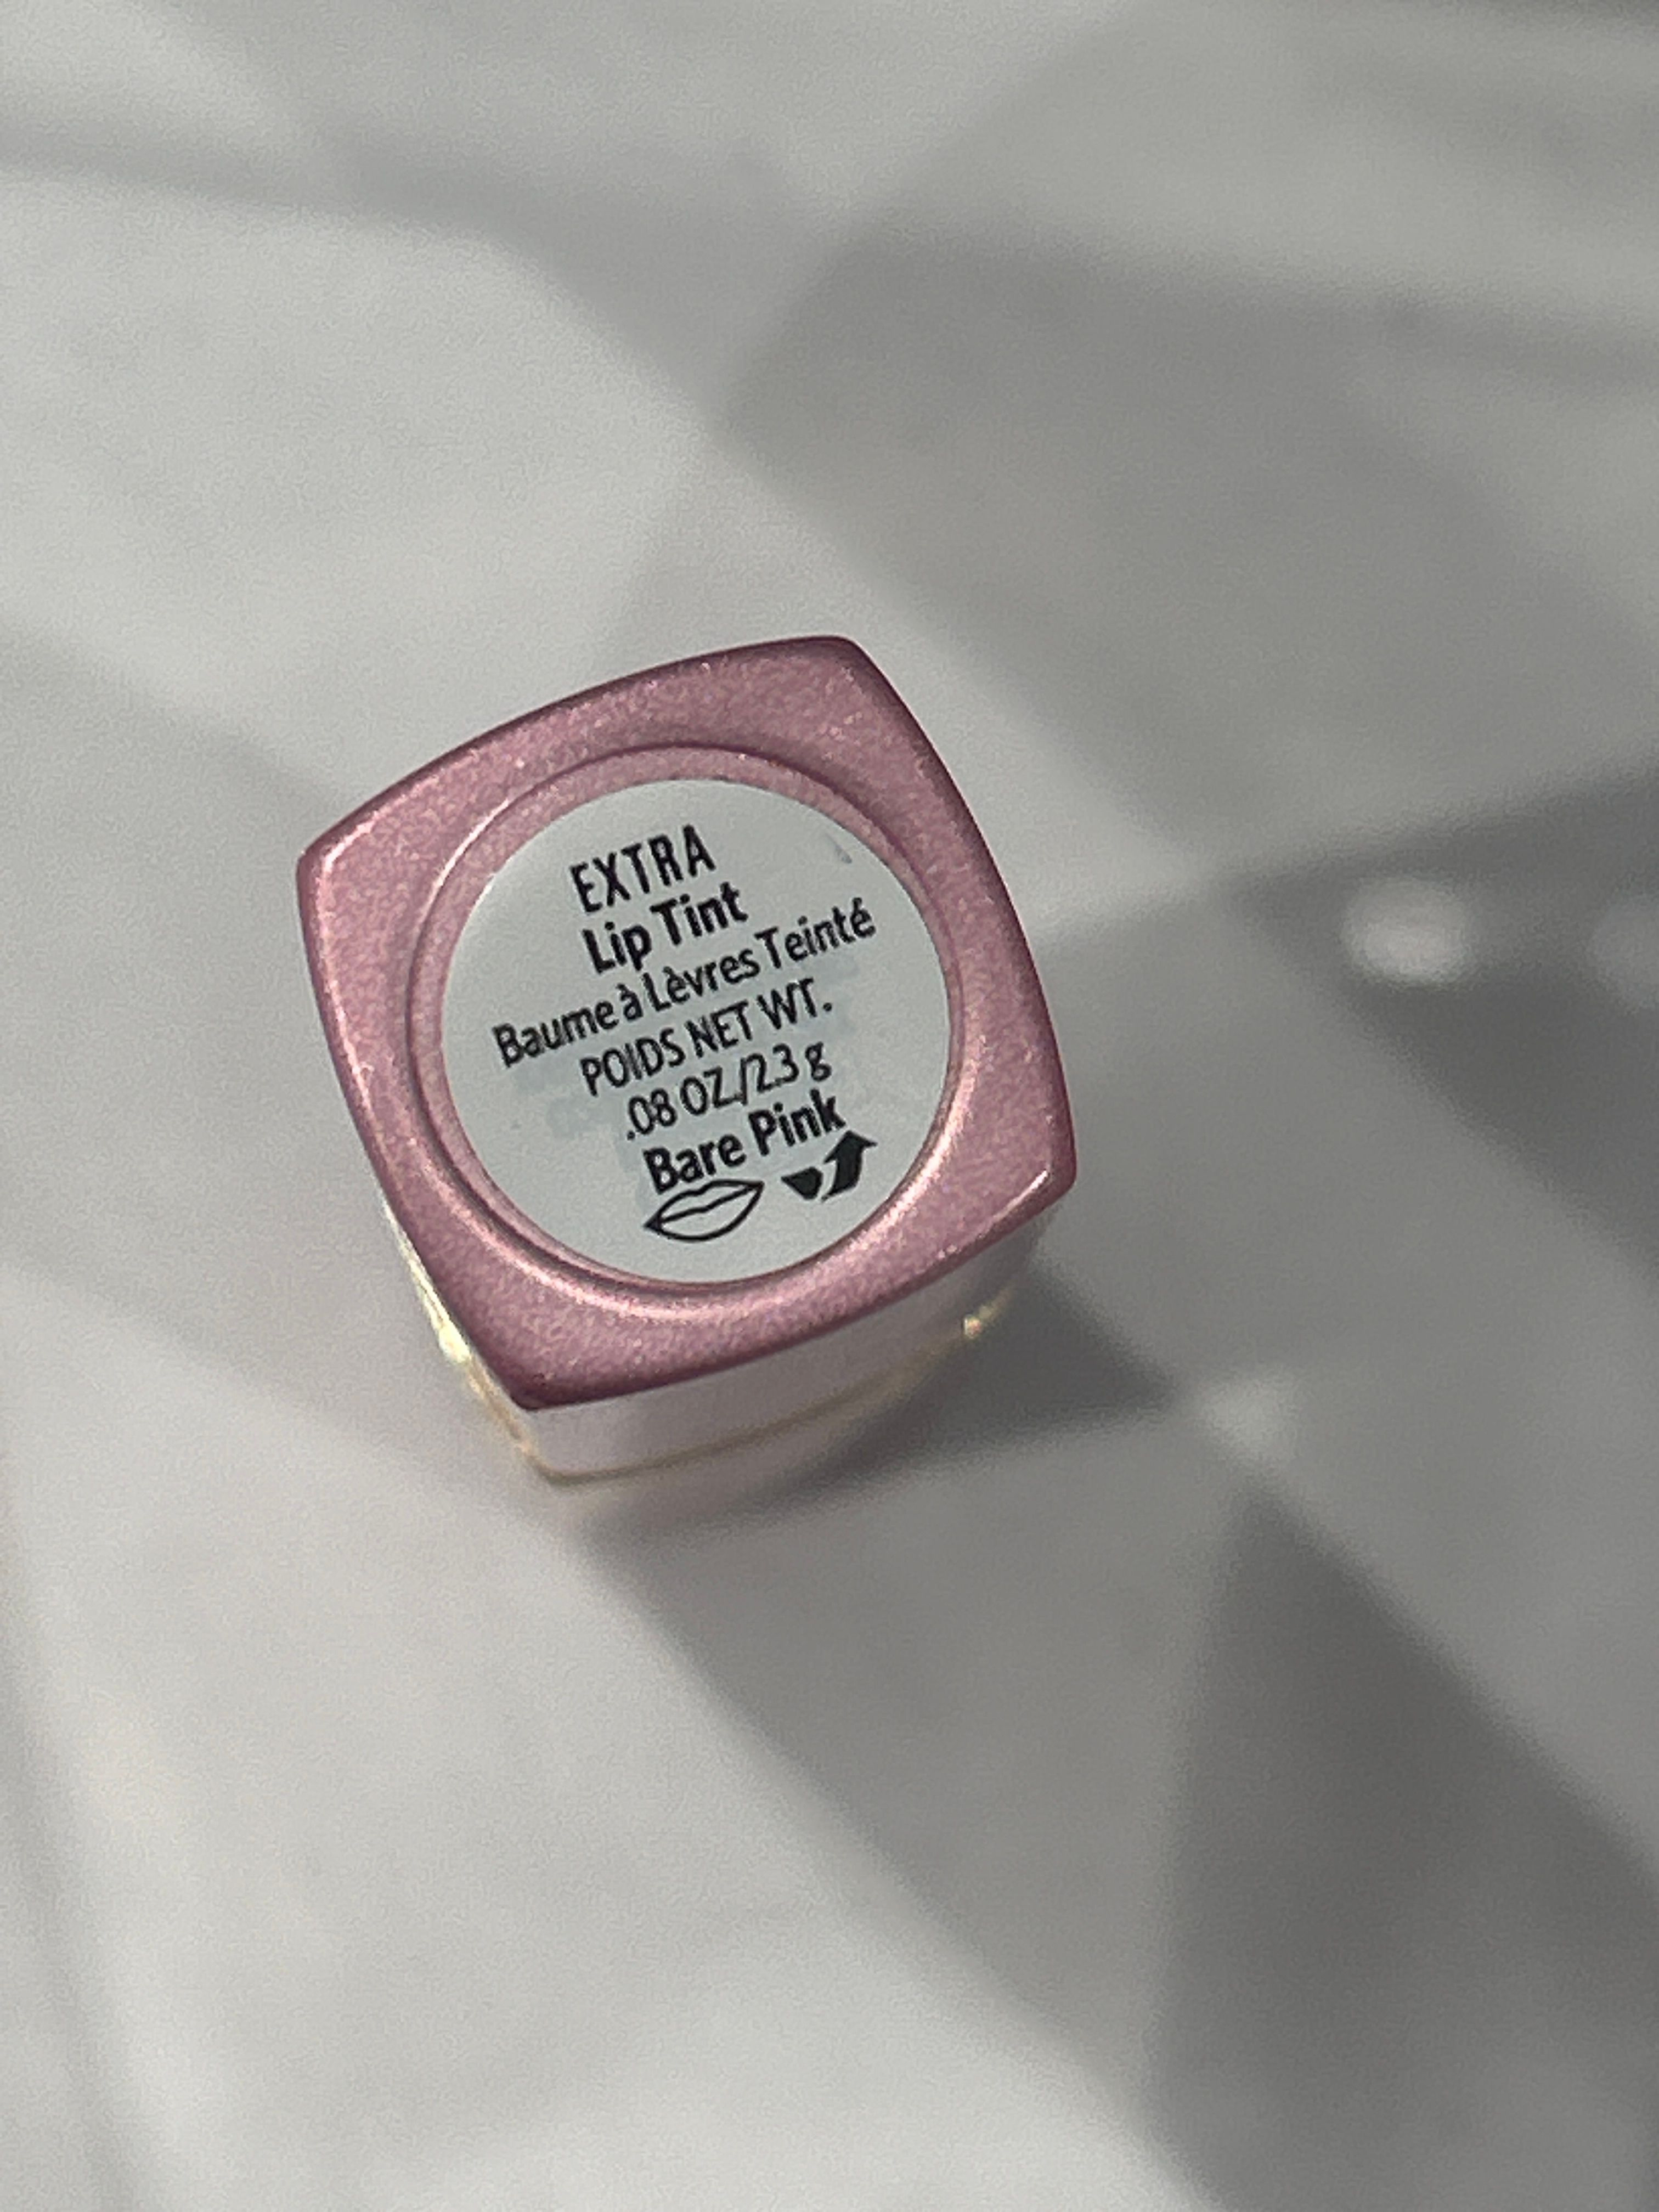 EXTRA
Lip Tint
Baume à Lèvres Teinté
POIDS NET WT.
.08 OZ./2.3 g
Bare Pink